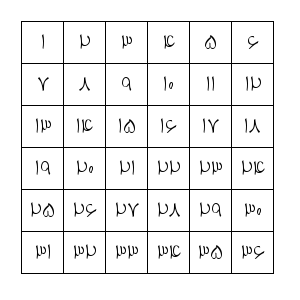 ۱ ۲ ۳ ۴ ۵ ۶
۷ ۸ ۹ ۱۰ ۱۱ ۱۲
۱۳ ۱۴ ۱۵ ۱۶ ۱۷ ۱۸
۱۹ ۲۰ ۲۱ ۲۲ ۲۳ ۲۴
۲۵ ۲۶ ۲۷ ۲۸ ۲۹ ۳۰
۳۱ ۳۲ ۳۳ ۳۴ ۳۵ ۳۶